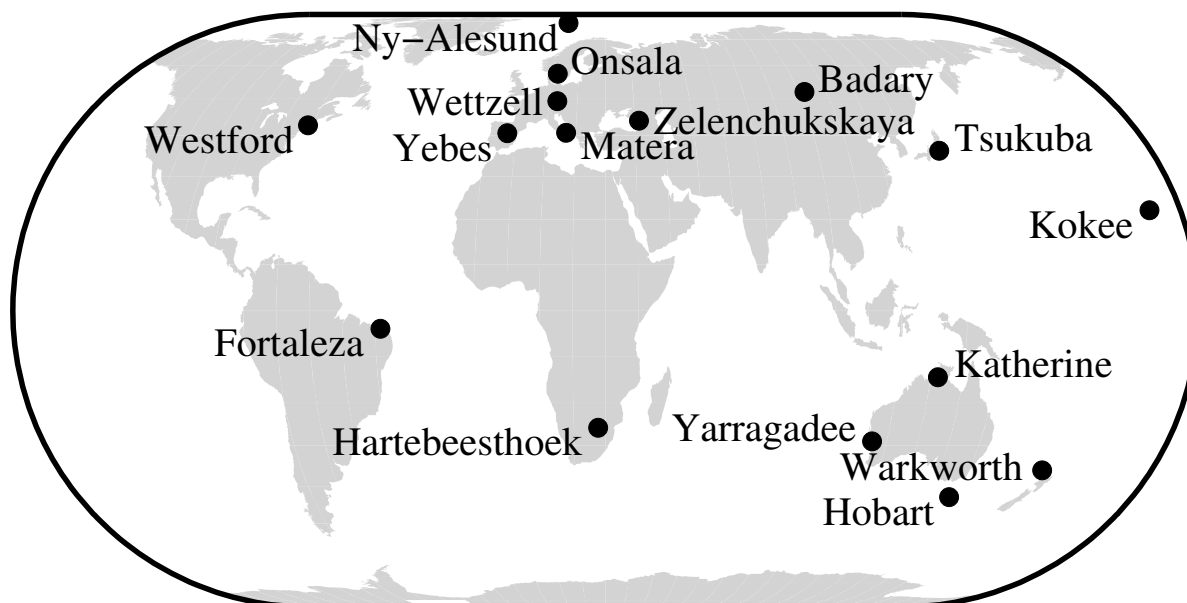 Ny−Alesund
Onsala
Badary
Wettzell
Zelenchukskaya
Westford
Yebes
Matera
Tsukuba
Kokee
Fortaleza
Katherine
Hartebeesthoek
Yarragadee
Warkworth
Hobart